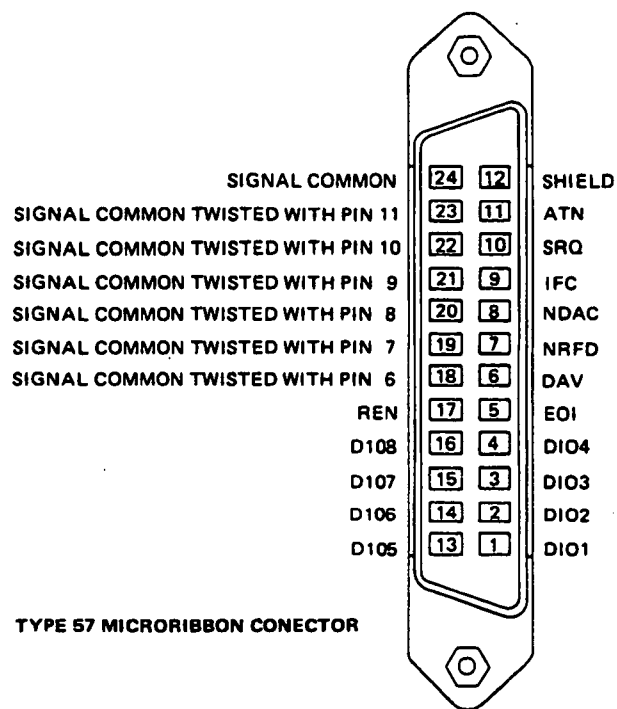 SIGNAL COMMON 24 12 SHIELD
SIGNAL COMMON TWISTED WITH PIN 11 23 11 ATN
SIGNAL COMMON TWISTED WITH PIN 10 22 10 SRQ
SIGNAL COMMON TWISTED WITH PIN 9 21 9 IFC
SIGNAL COMMON TWISTED WITH PIN 8 20 8 NDAC
SIGNAL COMMON TWISTED WITH PIN 7 19 7 NRFD
SIGNAL COMMON TWISTED WITH PIN 6 18 6 DAV
REN 17 5 EOI
D108 16 4 DIO4
D107 15 3 DIO3
D106 14 2 DIO2
D105 13 1 DIO1
TYPE 57 MICRORIBBON CONECTOR